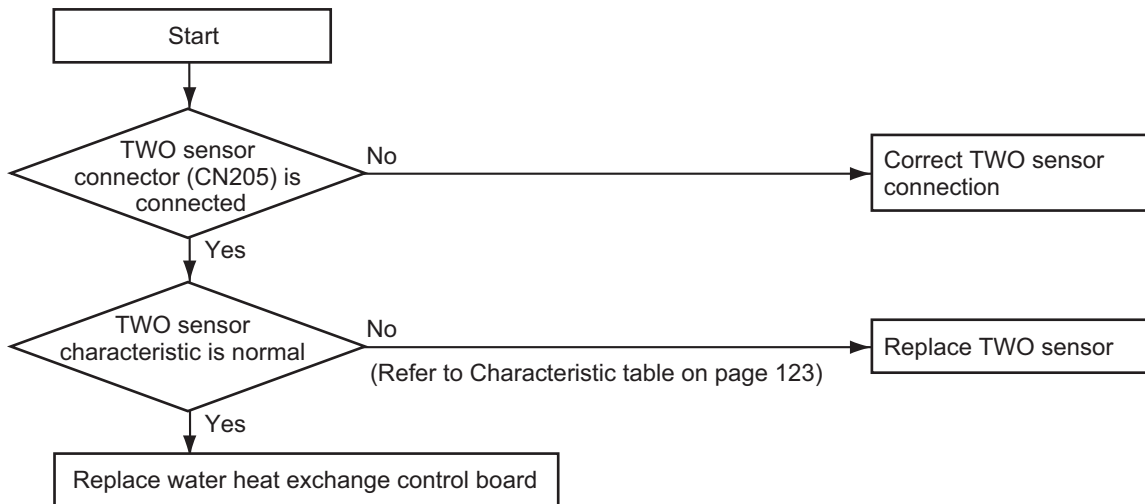 Start
TWO sensor
connector (CN205) is
connected
No
Correct TWO sensor
connection
Yes
TWO sensor
characteristic is normal
No
(Refer to Characteristic table on page 123)
Replace TWO sensor
Yes
Replace water heat exchange control board